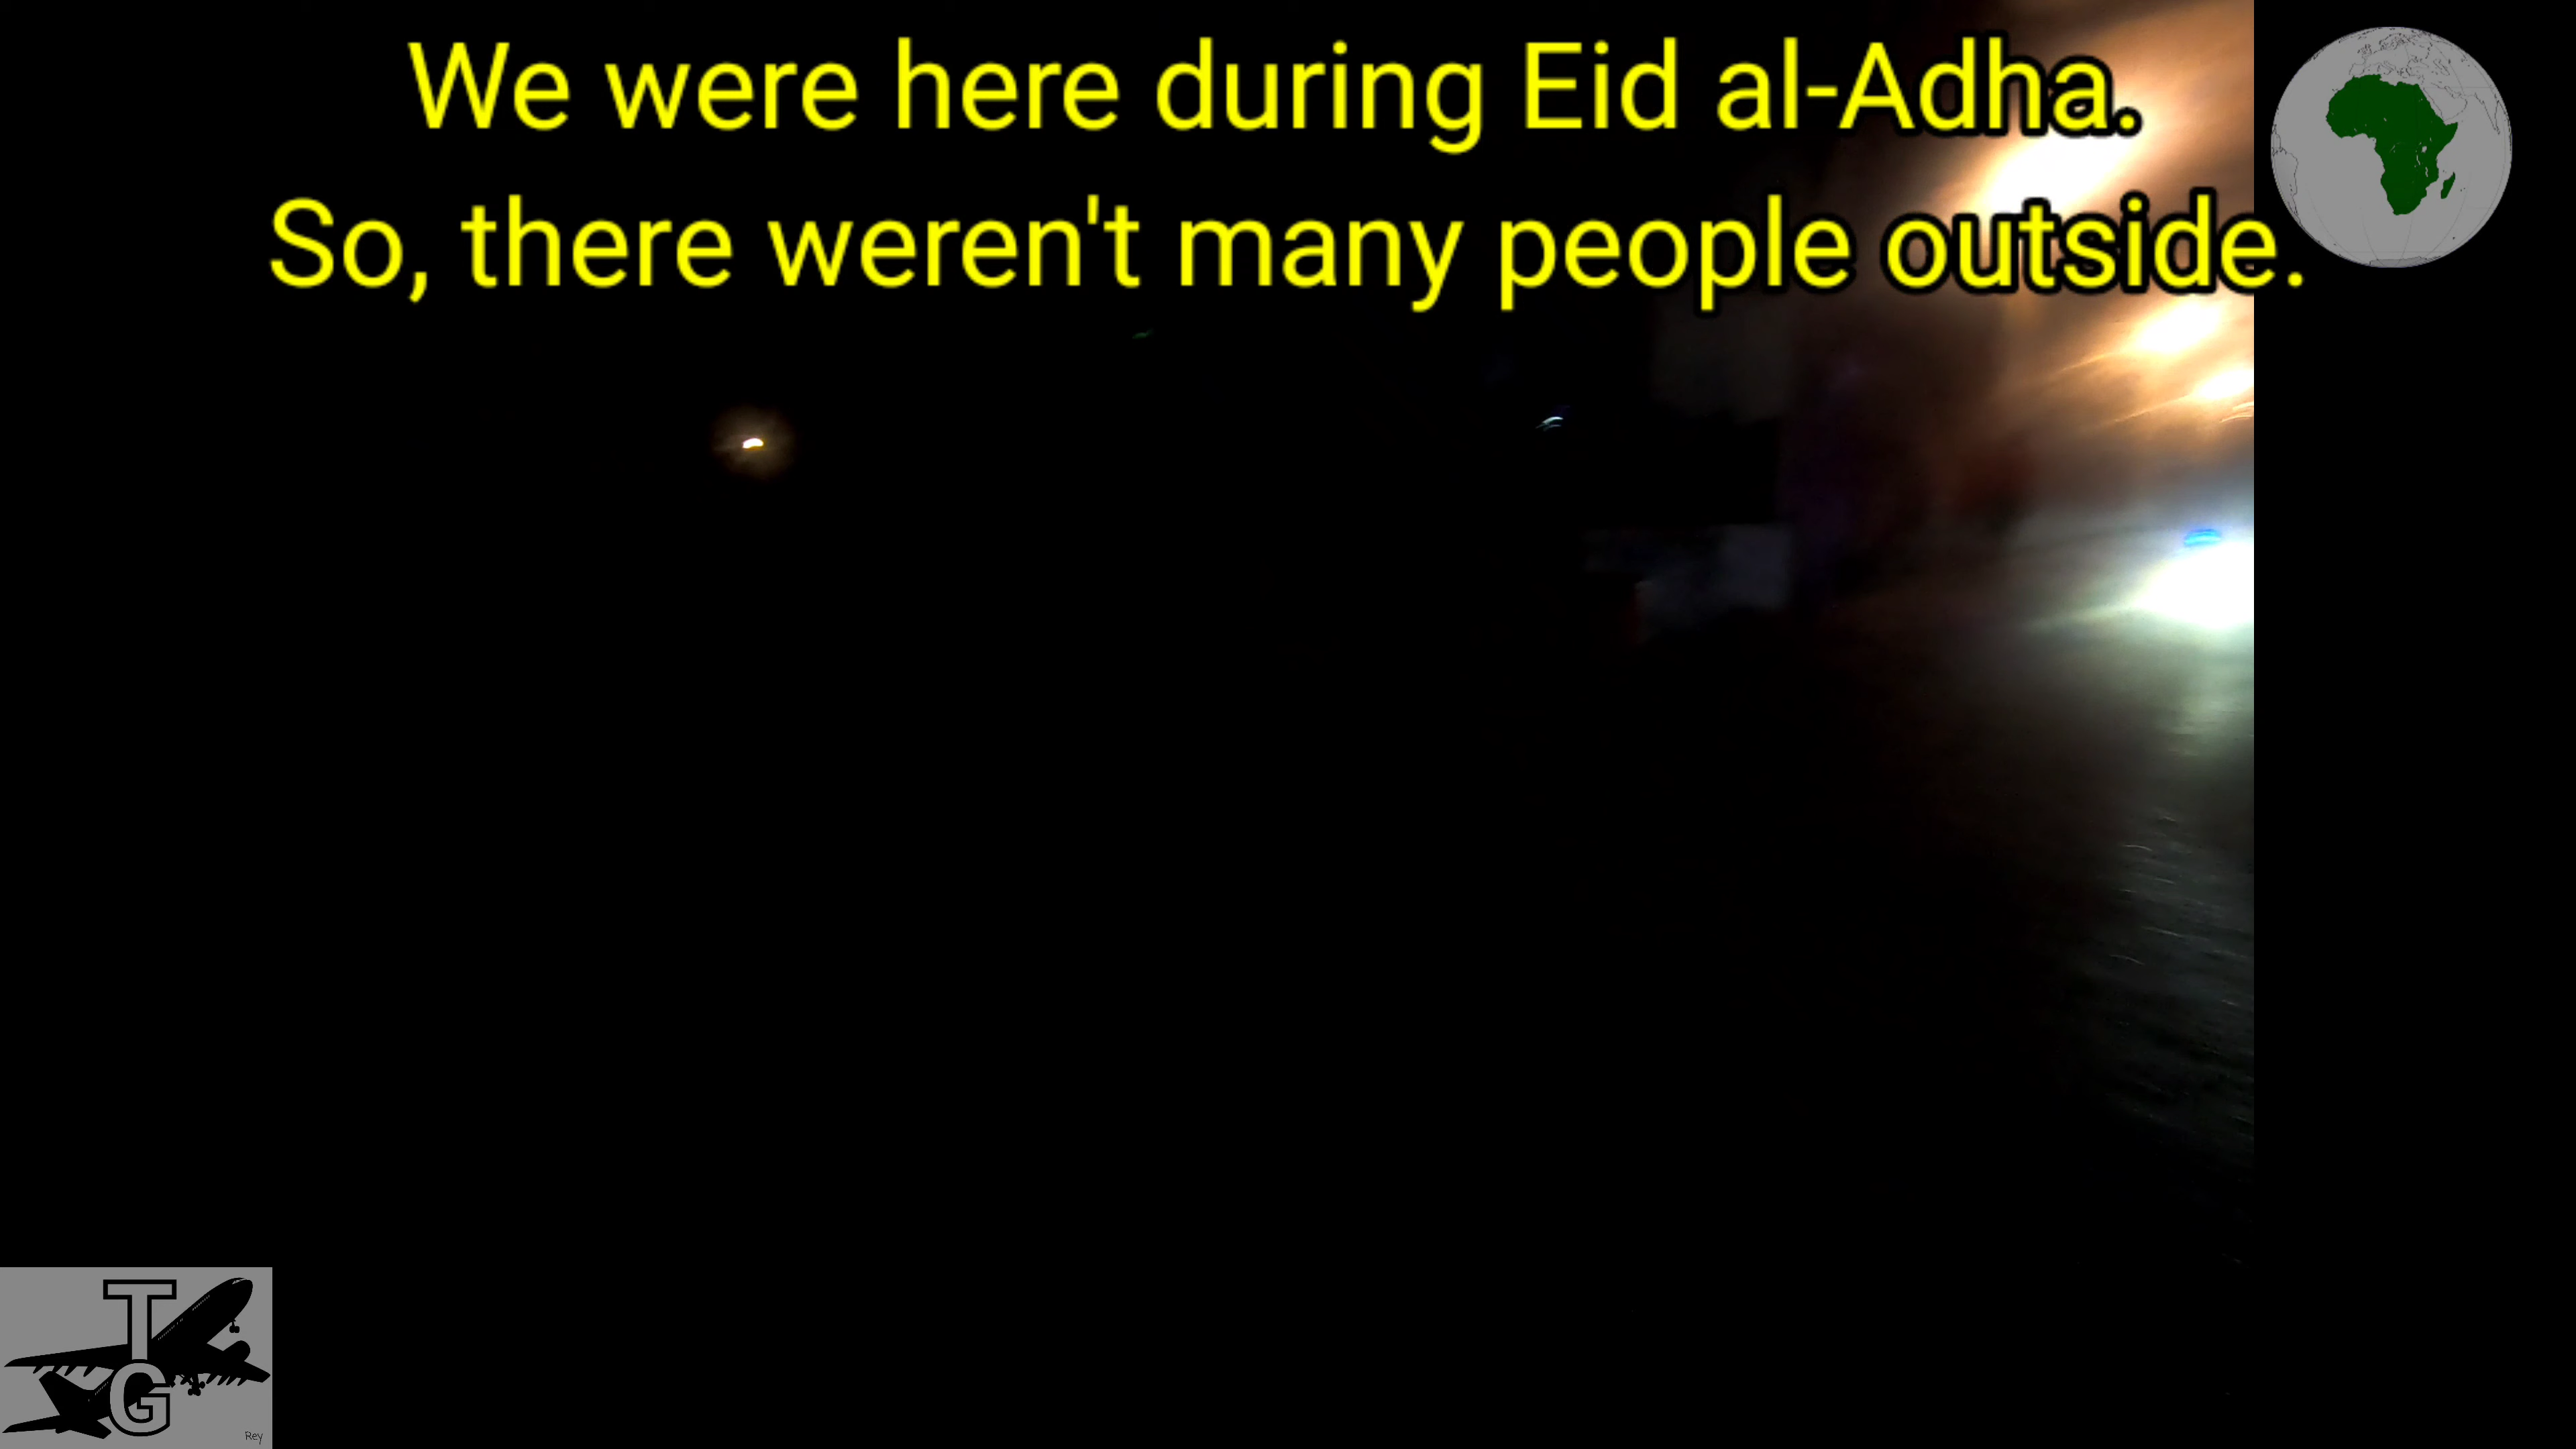 We were here during Eid al-Adha.
So, there weren't many people outside.
T
G
Rey